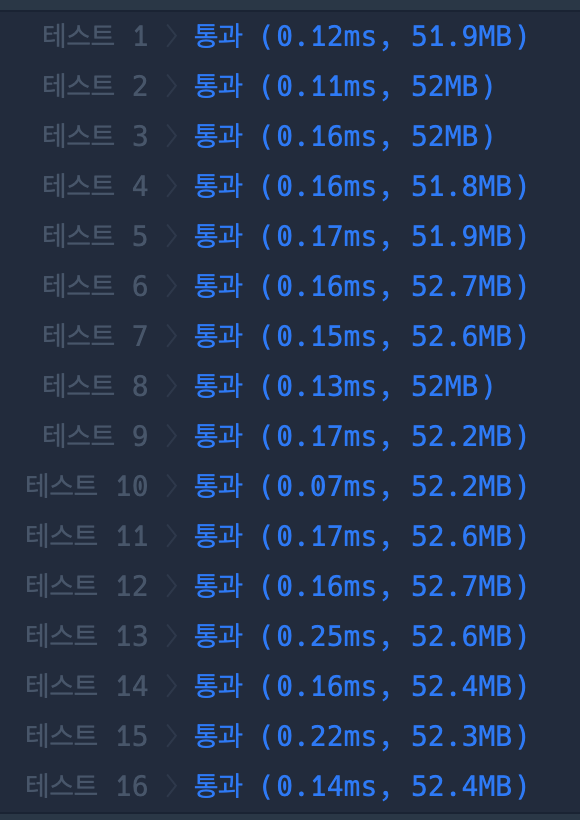 테스트 1 > 통과 (0.12ms, 51.9MB)
테스트 2 > 통과 (0.11ms, 52MB)
테스트 3 > 통과 (0.16ms, 52MB)
테스트 4 > 통과 (0.16ms, 51.8MB)
테스트 5 > 통과 (0.17ms, 51.9MB)
테스트 6 > 통과 (0.16ms, 52.7MB)
테스트 7 > 통과 (0.15ms, 52.6MB)
테스트 8 > 통과 (0.13ms, 52MB)
테스트 9 > 통과 (0.17ms, 52.2MB)
테스트 10 > 통과 (0.07ms, 52.2MB)
테스트 11 > 통과 (0.17ms, 52.6MB)
테스트 12 > 통과 (0.16ms, 52.7MB)
테스트 13 > 통과 (0.25ms, 52.6MB)
테스트 14 > 통과 (0.16ms, 52.4MB)
테스트 15 > 통과 (0.22ms, 52.3MB)
테스트 16 > 통과 (0.14ms, 52.4MB)